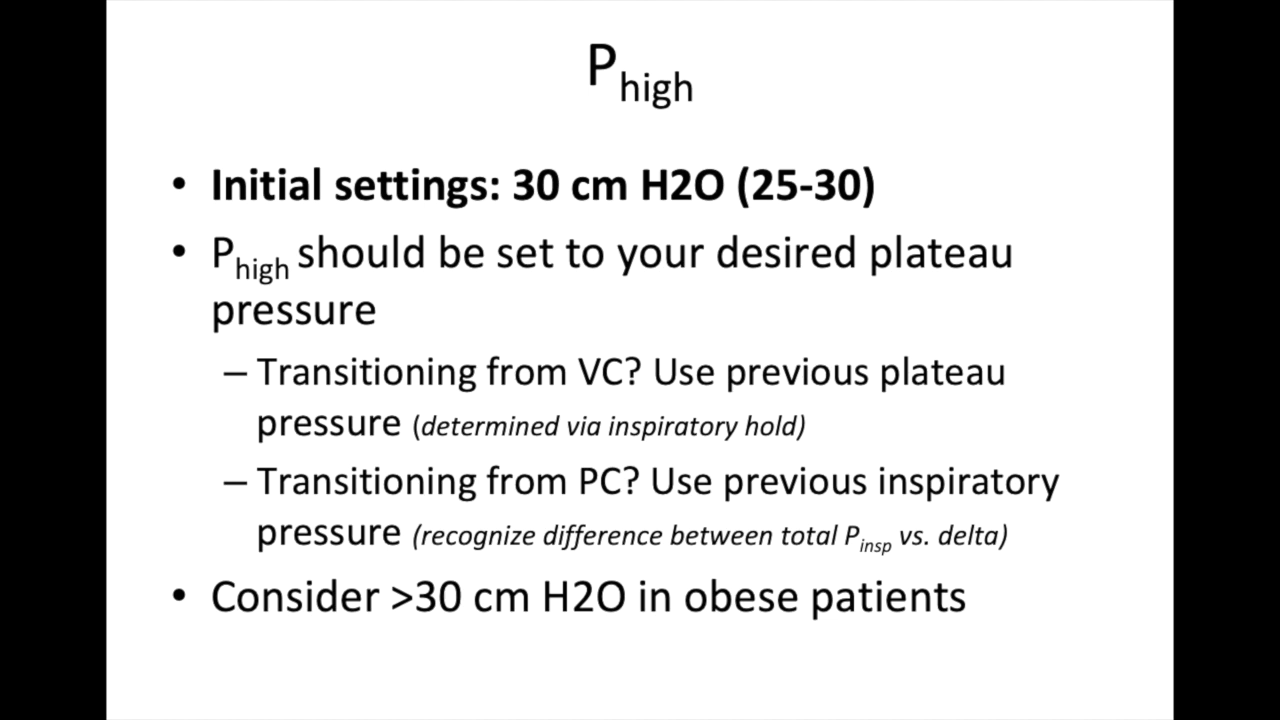 Phigh
• Initial settings: 30 cm H2O (25-30)
• Phigh should be set to your desired plateau
pressure
– Transitioning from VC? Use previous plateau
pressure (determined via inspiratory hold)
– Transitioning from PC? Use previous inspiratory
pressure (recognize difference between total Pinsp vs. delta)
• Consider >30 cm H2O in obese patients